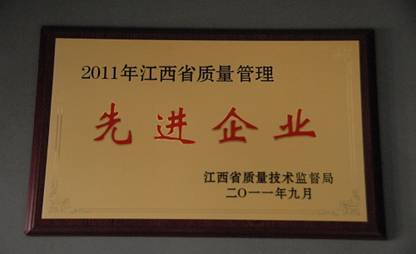 2011年江西省质量管理
先进企业
江西省质量技术监督局
二〇一一年九月